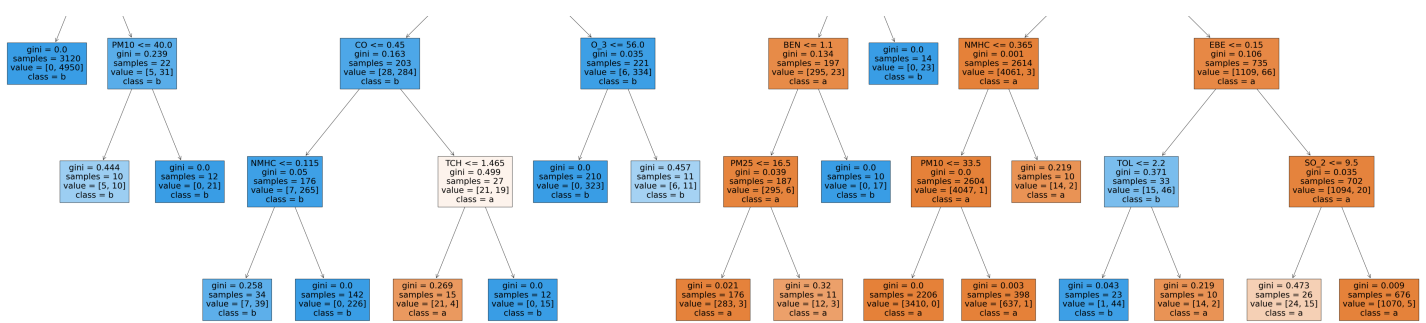 gini = 0.0
samples = 3120
value = [0, 4950]
class = b
PM10 <= 40.0
gini = 0.239
samples = 22
value = [5, 31]
class = b
CO <= 0.45
gini = 0.163
samples = 203
value = [28, 284]
class = b
O_3 <= 56.0
gini = 0.035
samples = 221
value = [6, 334]
class = b
BEN <= 1.1
gini = 0.134
samples = 197
value = [295, 23]
class = a
gini = 0.0
samples = 14
value = [0, 23]
class = b
NMHC <= 0.365
gini = 0.001
samples = 2614
value = [4061, 3]
class = a
EBE <= 0.15
gini = 0.106
samples = 735
value = [1109, 66]
class = a
gini = 0.444
samples = 10
value = [5, 10]
class = b
gini = 0.0
samples = 12
value = [0, 21]
class = b
NMHC <= 0.115
gini = 0.05
samples = 176
value = [7, 265]
class = b
TCH <= 1.465
gini = 0.499
samples = 27
value = [21, 19]
class = a
gini = 0.0
samples = 210
value = [0, 323]
class = b
gini = 0.457
samples = 11
value = [6, 11]
class = b
PM25 <= 16.5
gini = 0.039
samples = 187
value = [295, 6]
class = a
gini = 0.0
samples = 10
value = [0, 17]
class = b
PM10 <= 33.5
gini = 0.0
samples = 2604
value = [4047, 1]
class = a
gini = 0.219
samples = 10
value = [14, 2]
class = a
TOL <= 2.2
gini = 0.371
samples = 33
value = [15, 46]
class = b
SO_2 <= 9.5
gini = 0.035
samples = 702
value = [1094, 20]
class = a
gini = 0.258
samples = 34
value = [7, 39]
class = b
gini = 0.0
samples = 142
value = [0, 226]
class = b
gini = 0.269
samples = 15
value = [21, 4]
class = a
gini = 0.0
samples = 12
value = [0, 15]
class = b
gini = 0.021
samples = 176
value = [283, 3]
class = a
gini = 0.32
samples = 11
value = [12, 3]
class = a
gini = 0.0
samples = 2206
value = [3410, 0]
class = a
gini = 0.003
samples = 398
value = [637, 1]
class = a
gini = 0.043
samples = 23
value = [1, 44]
class = b
gini = 0.219
samples = 10
value = [14, 2]
class = a
gini = 0.473
samples = 26
value = [24, 15]
class = a
gini = 0.009
samples = 676
value = [1070, 5]
class = a